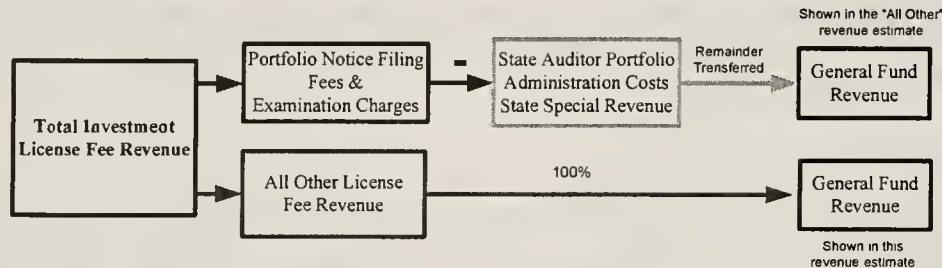 Shown in the "All Other"
revenue estimate
Portfolio Notice Filing
Fees &
Examination Charges
-
State Auditor Portfolio
Administration Costs
State Special Revenue
Remainder
Trensferred
General Fund
Revenue
Total Investment
License Fee Revenue
All Other License
Fee Revenue
100%
General Fund
Revenue
Shown in this
revenue estimate